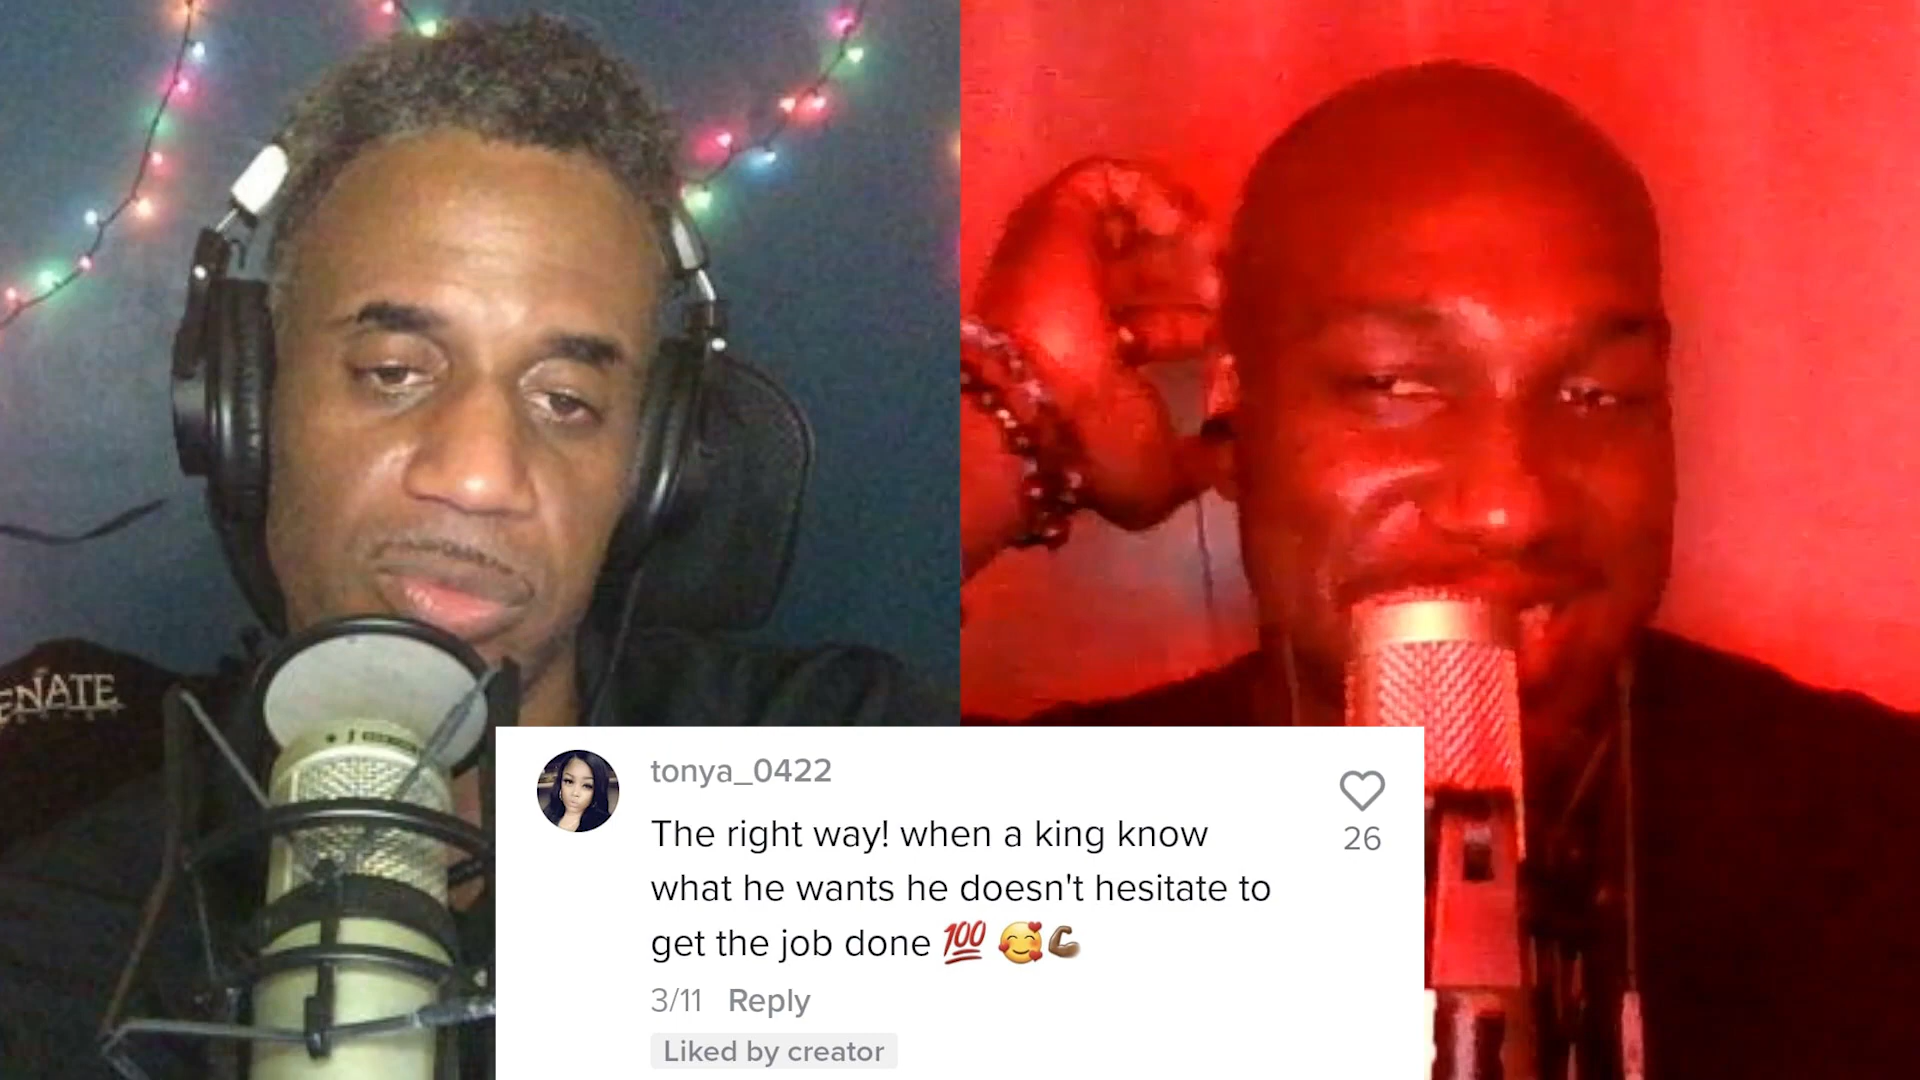 ENATE
tonya_0422
The right way! when a king know
what he wants he doesn't hesitate to
get the job done 💯 🥰💪🏾
26
3/11 Reply
Liked by creator